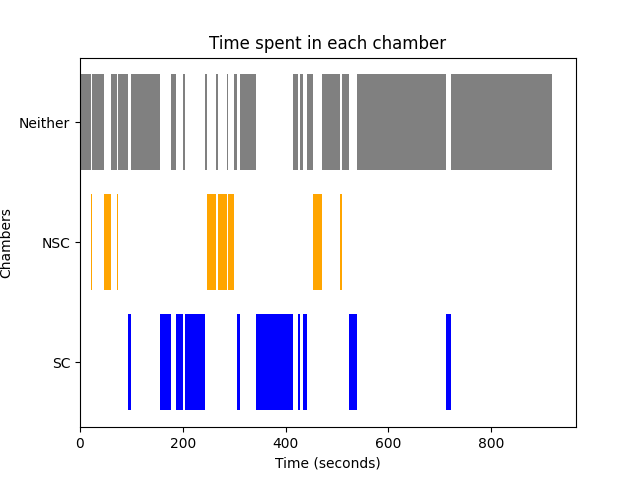 Time spent in each chamber
Neither
NSC
SC
Chambers
0 200 400 600 800
Time (seconds)